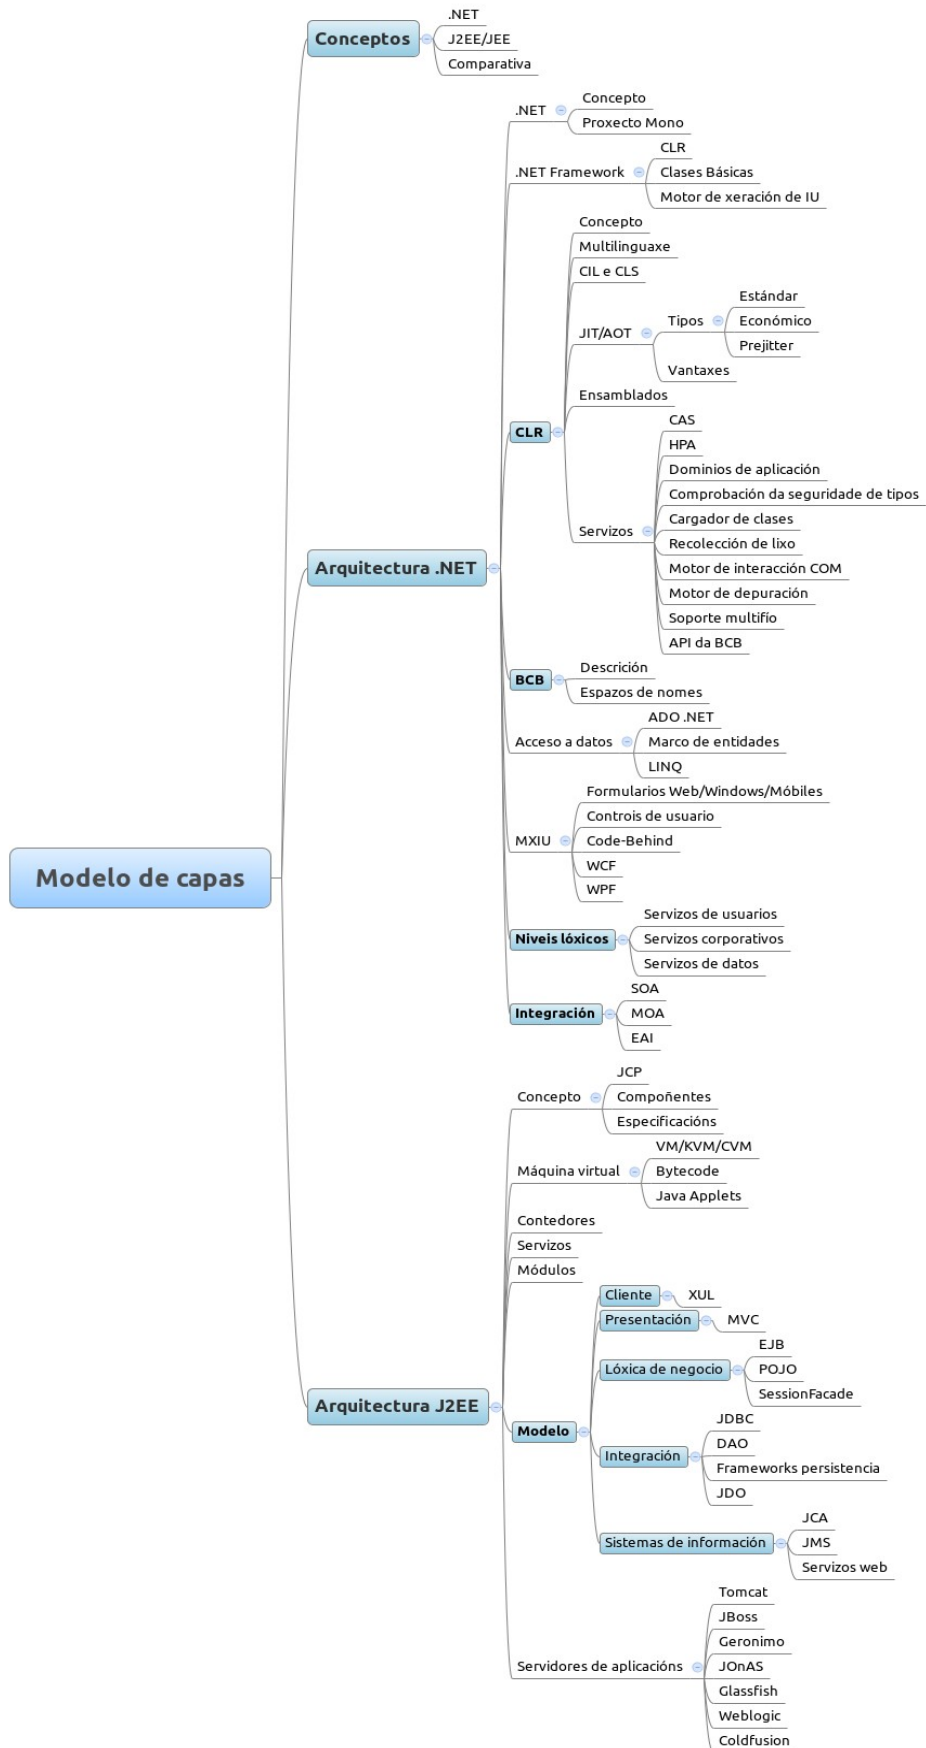 Modelo de capas
Conceptos
.NET
J2EE/JEE
Comparativa
Arquitectura .NET
.NET
Concepto
Proxecto Mono
.NET Framework
CLR
Clases Básicas
Motor de xeración de IU
CLR
Concepto
Multilinguaxe
CIL e CLS
JIT/AOT
Tipos
Estándar
Económico
Prejitter
Vantaxes
Ensamblados
Servizos
CAS
HPA
Dominios de aplicación
Comprobación da seguridade de tipos
Cargador de clases
Recolección de lixo
Motor de interacción COM
Motor de depuración
Soporte multifío
API da BCB
BCB
Descrición
Espazos de nomes
Acceso a datos
ADO .NET
Marco de entidades
LINQ
MXIU
Formularios Web/Windows/Móbiles
Controis de usuario
Code-Behind
WCF
WPF
Niveis lóxicos
Servizos de usuarios
Servizos corporativos
Servizos de datos
Integración
SOA
MOA
EAI
Arquitectura J2EE
Concepto
JCP
Compoñentes
Especificacións
Máquina virtual
VM/KVM/CVM
Bytecode
Java Applets
Contedores
Servizos
Módulos
Modelo
Cliente
XUL
Presentación
MVC
Lóxica de negocio
EJB
POJO
SessionFacade
Integración
JDBC
DAO
Frameworks persistencia
JDO
Sistemas de información
JCA
JMS
Servizos web
Servidores de aplicacións
Tomcat
JBoss
Geronimo
JOnAS
Glassfish
Weblogic
Coldfusion